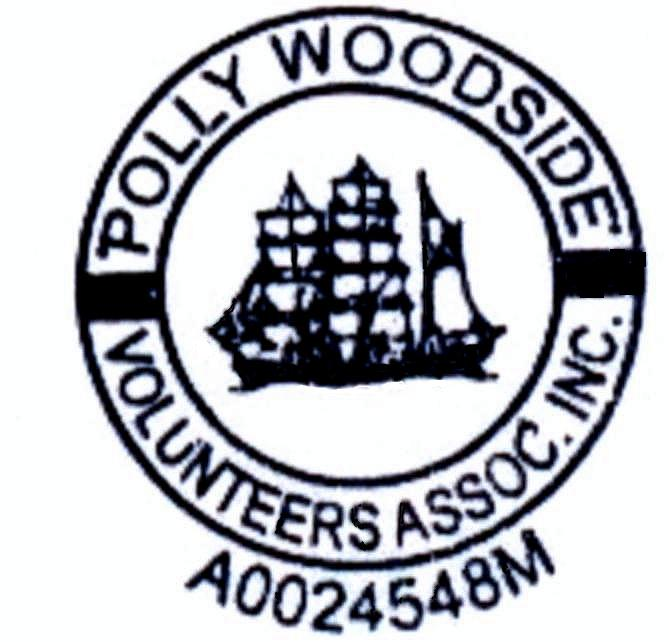 POLLY WOODSIDE
VOLUNTEERS ASSOC. INC.
A0024548M